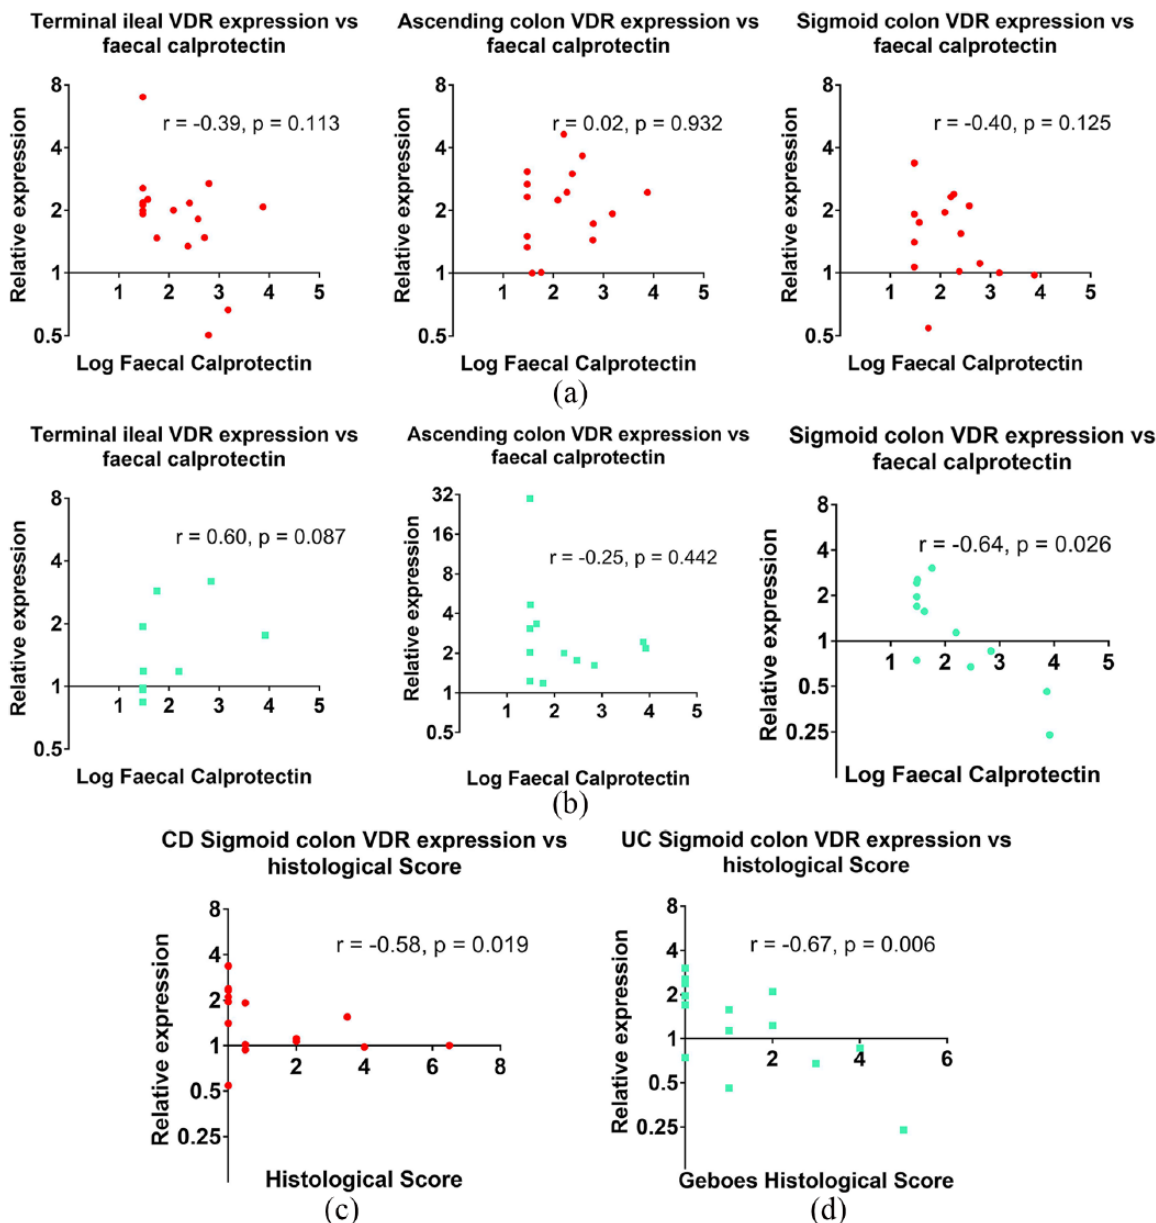 Terminal ileal VDR expression vs
faecal calprotectin
Relative expression
8
4
2
1
0.5
r = -0.39, p = 0.113
1 2 3 4 5
Log Faecal Calprotectin
Ascending colon VDR expression vs
faecal calprotectin
Relative expression
8
4
2
1
0.5
r = 0.02, p = 0.932
1 2 3 4 5
Log Faecal Calprotectin
Sigmoid colon VDR expression vs
faecal calprotectin
Relative expression
8
4
2
1
0.5
r = -0.40, p = 0.125
1 2 3 4 5
Log Faecal Calprotectin
(a)
Terminal ileal VDR expression vs
faecal calprotectin
Relative expression
8
4
2
1
0.5
r = 0.60, p = 0.087
1 2 3 4 5
Log Faecal Calprotectin
Ascending colon VDR expression vs
faecal calprotectin
Relative expression
32
16
8
4
2
1
0.5
r = -0.25, p = 0.442
1 2 3 4 5
Log Faecal Calprotectin
Sigmoid colon VDR expression vs
faecal calprotectin
Relative expression
8
4
2
1
0.5
0.25
r = -0.64, p = 0.026
1 2 3 4 5
Log Faecal Calprotectin
(b)
CD Sigmoid colon VDR expression vs
histological Score
Relative expression
8
4
2
1
0.5
0.25
r = -0.58, p = 0.019
2 4 6 8
Histological Score
(c)
UC Sigmoid colon VDR expression vs
histological Score
Relative expression
8
4
2
1
0.5
0.25
r = -0.67, p = 0.006
2 4 6
Geboes Histological Score
(d)